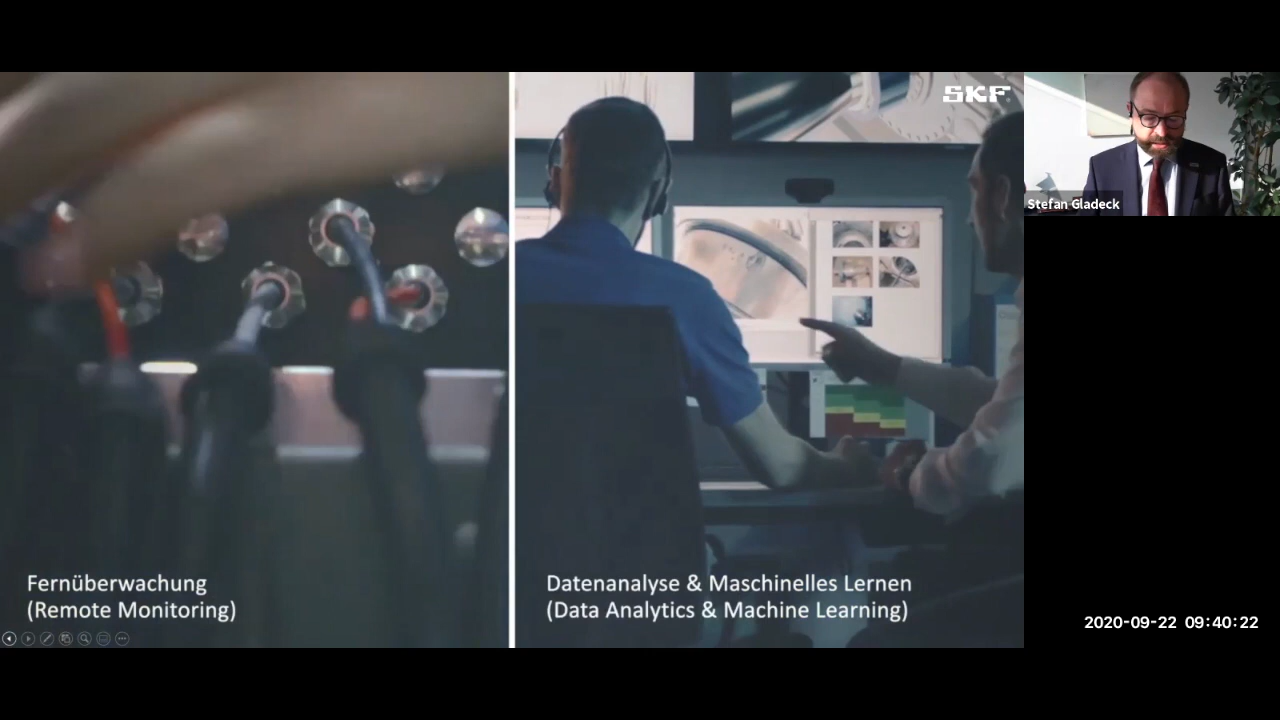 SKF
Stefan Gladeck
Fernüberwachung
(Remote Monitoring)
Datenanalyse & Maschinelles Lernen
(Data Analytics & Machine Learning)
2020-09-22 09:40:22